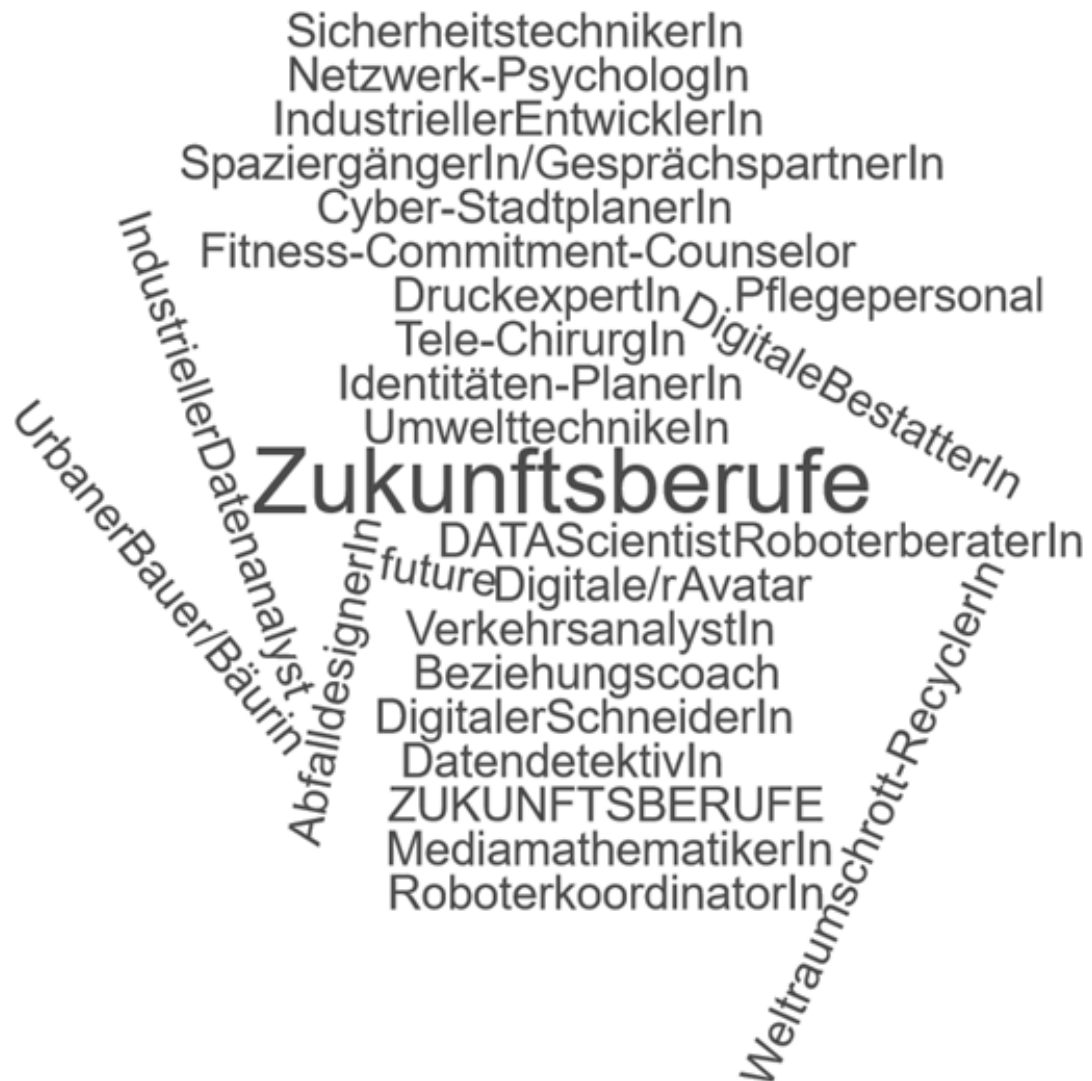 SicherheitstechnikerIn
Netzwerk-PsychologIn
IndustriellerEntwicklerIn
SpaziergängerIn/GesprächspartnerIn
Cyber-StadtplanerIn
Fitness-Commitment-Counselor
DruckexpertIn
Pflegepersonal
DigitaleBestatterIn
Tele-ChirurgIn
Identitäten-PlanerIn
UmwelttechnikeIn
IndustriellerDatenanalyst
UrbanerBauer/Bäurin
Zukunftsberufe
AbfalldesignerIn
future
DATAScientist
RoboterberaterIn
Digitale/rAvatar
VerkehrsanalystIn
Beziehungscoach
DigitalerSchneiderIn
DatendetektivIn
ZUKUNFTSBERUFE
MediamathematikerIn
RoboterkoordinatorIn
Weltraumschrott-RecyclerIn